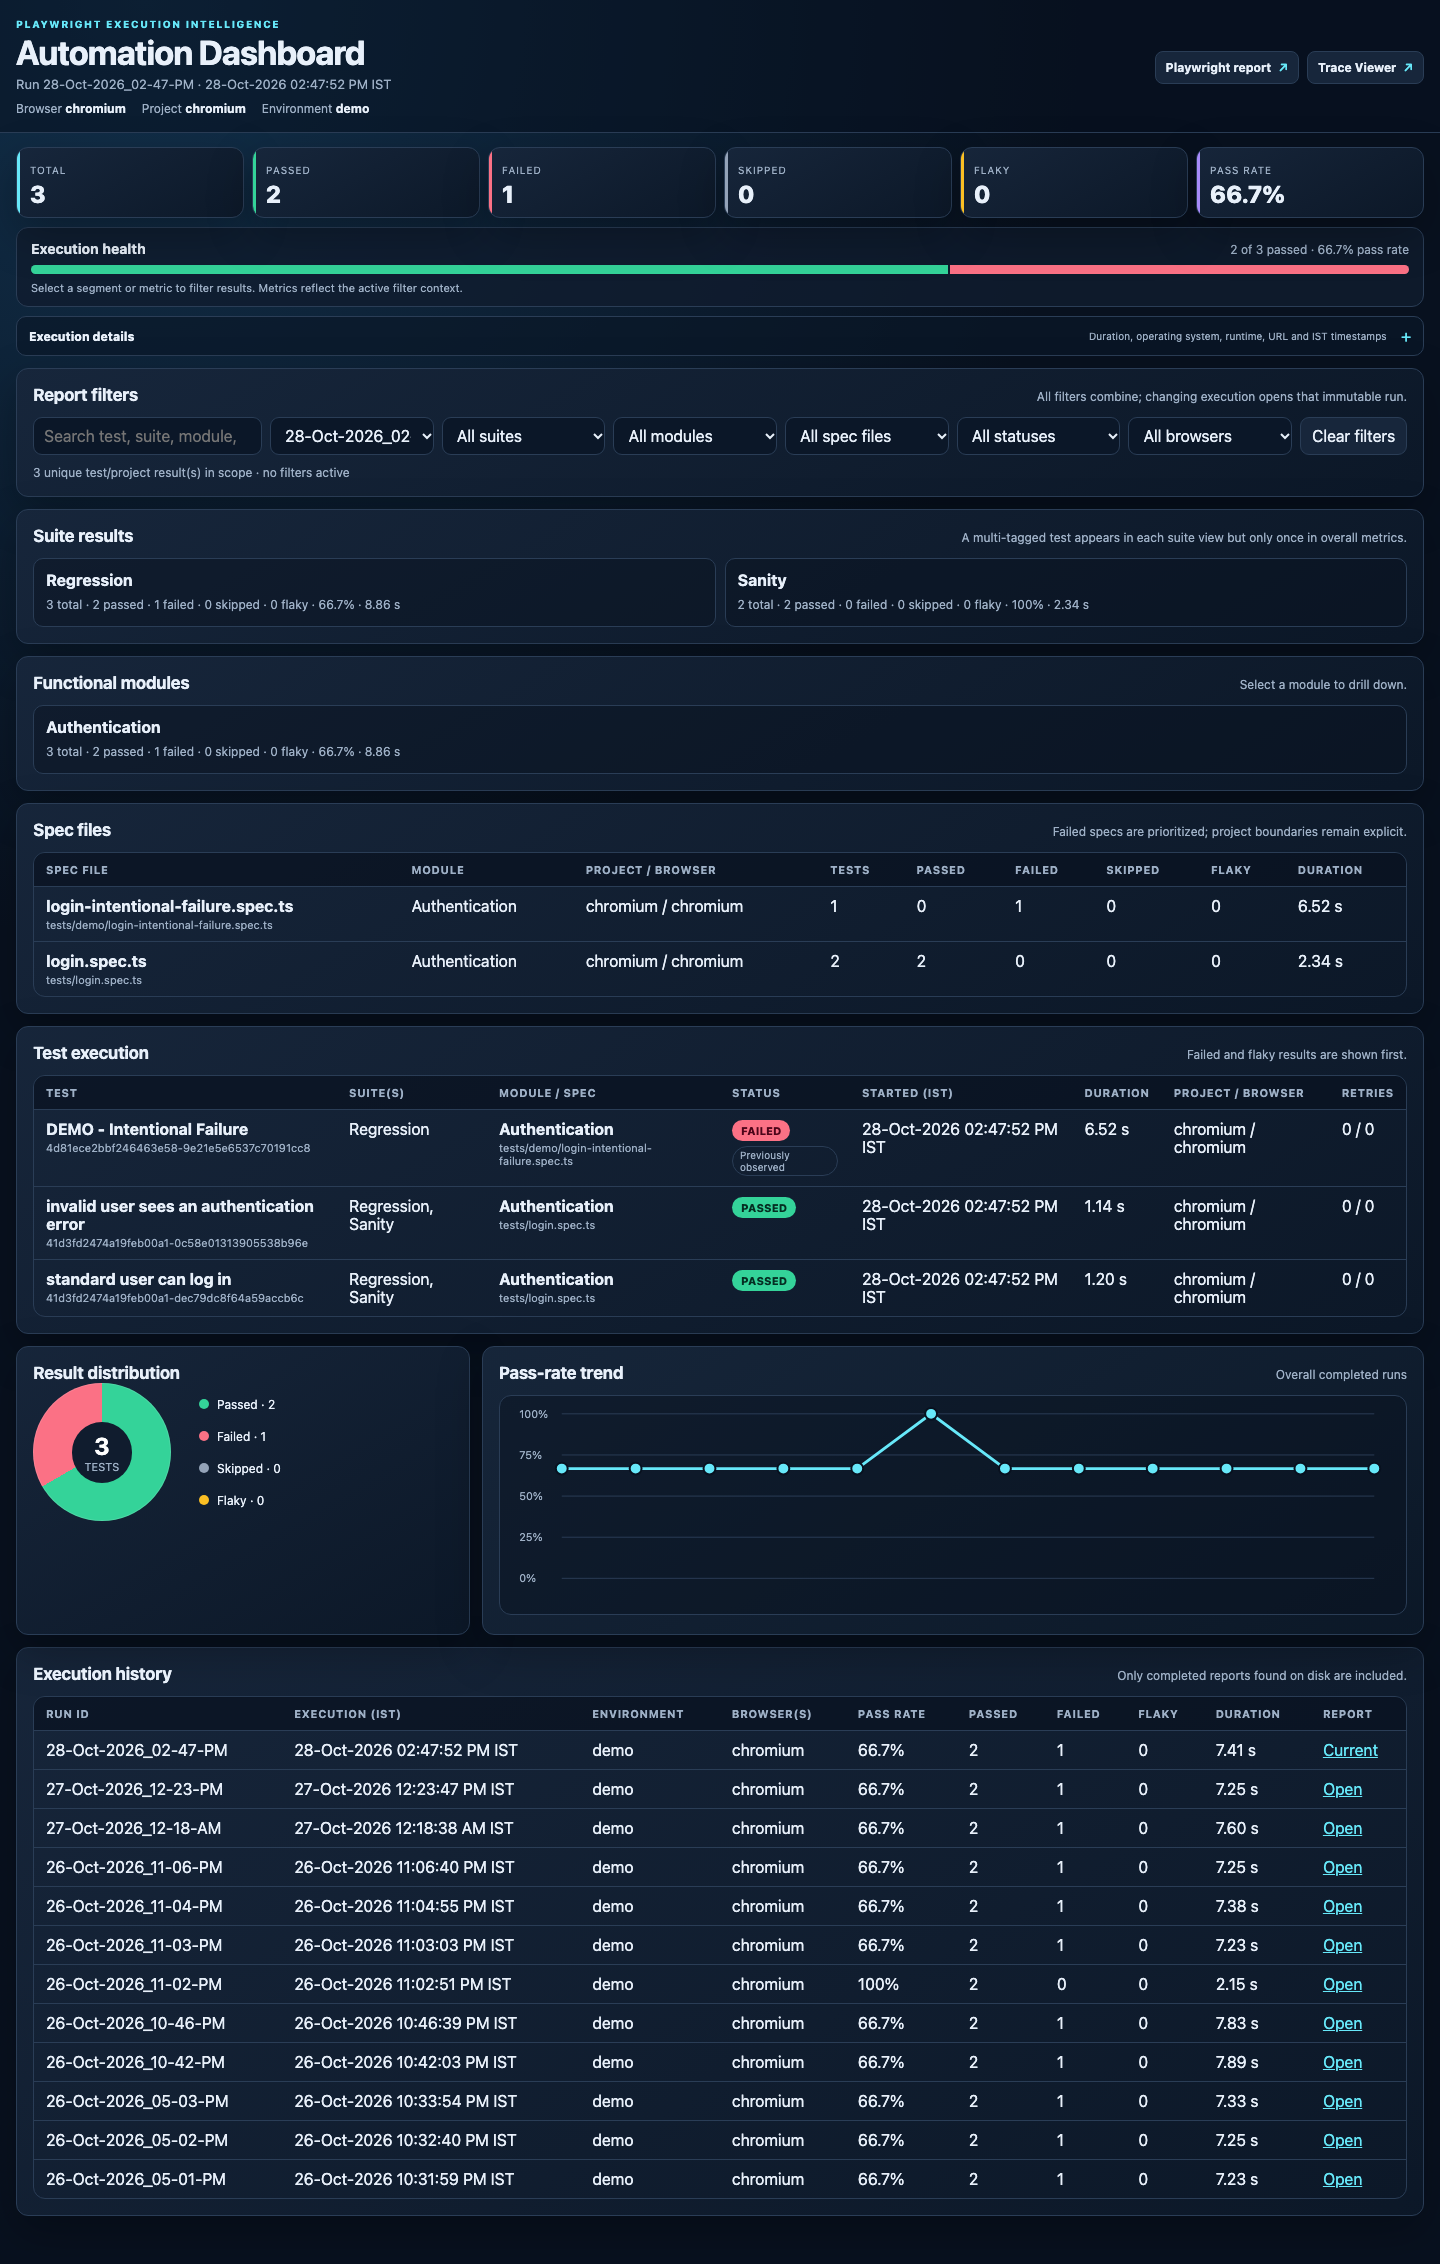 PLAYWRIGHT EXECUTION INTELLIGENCE
Automation Dashboard
Run 28-Oct-2026_02-47-PM · 28-Oct-2026 02:47:52 PM IST
Browser chromium Project chromium Environment demo
Playwright report ↗ Trace Viewer ↗
TOTAL
3
PASSED
2
FAILED
1
SKIPPED
0
FLAKY
0
PASS RATE
66.7%
Execution health 2 of 3 passed · 66.7% pass rate
Select a segment or metric to filter results. Metrics reflect the active filter context.
Execution details Duration, operating system, runtime, URL and IST timestamps +
Report filters All filters combine; changing execution opens that immutable run.
Search test, suite, module, 28-Oct-2026_02 All suites All modules All spec files All statuses All browsers Clear filters
3 unique test/project result(s) in scope · no filters active
Suite results A multi-tagged test appears in each suite view but only once in overall metrics.
Regression
3 total · 2 passed · 1 failed · 0 skipped · 0 flaky · 66.7% · 8.86 s
Sanity
2 total · 2 passed · 0 failed · 0 skipped · 0 flaky · 100% · 2.34 s
Functional modules Select a module to drill down.
Authentication
3 total · 2 passed · 1 failed · 0 skipped · 0 flaky · 66.7% · 8.86 s
Spec files Failed specs are prioritized; project boundaries remain explicit.
SPEC FILE MODULE PROJECT / BROWSER TESTS PASSED FAILED SKIPPED FLAKY DURATION
login-intentional-failure.spec.ts Authentication chromium / chromium 1 0 1 0 0 6.52 s
tests/demo/login-intentional-failure.spec.ts
login.spec.ts Authentication chromium / chromium 2 2 0 0 0 2.34 s
tests/login.spec.ts
Test execution Failed and flaky results are shown first.
TEST SUITE(S) MODULE / SPEC STATUS STARTED (IST) DURATION PROJECT / BROWSER RETRIES
DEMO - Intentional Failure Regression Authentication FAILED 28-Oct-2026 02:47:52 PM 6.52 s chromium / 0 / 0
4d81ece2bbf246463e58-9e21e5e6537c70191cc8 tests/demo/login-intentional- IST chromium
failure.spec.ts Previously
observed
invalid user sees an authentication Regression, Authentication PASSED 28-Oct-2026 02:47:52 PM 1.14 s chromium / 0 / 0
error Sanity tests/login.spec.ts IST chromium
41d3fd2474a19feb00a1-0c58e01313905538b96e
standard user can log in Regression, Authentication PASSED 28-Oct-2026 02:47:52 PM 1.20 s chromium / 0 / 0
41d3fd2474a19feb00a1-dec79dc8f64a59accb6c Sanity tests/login.spec.ts IST chromium
Result distribution
3
TESTS
Passed · 2
Failed · 1
Skipped · 0
Flaky · 0
Pass-rate trend Overall completed runs
100%
75%
50%
25%
0%
Execution history Only completed reports found on disk are included.
RUN ID EXECUTION (IST) ENVIRONMENT BROWSER(S) PASS RATE PASSED FAILED FLAKY DURATION REPORT
28-Oct-2026_02-47-PM 28-Oct-2026 02:47:52 PM IST demo chromium 66.7% 2 1 0 7.41 s Current
27-Oct-2026_12-23-PM 27-Oct-2026 12:23:47 PM IST demo chromium 66.7% 2 1 0 7.25 s Open
27-Oct-2026_12-18-AM 27-Oct-2026 12:18:38 AM IST demo chromium 66.7% 2 1 0 7.60 s Open
26-Oct-2026_11-06-PM 26-Oct-2026 11:06:40 PM IST demo chromium 66.7% 2 1 0 7.25 s Open
26-Oct-2026_11-04-PM 26-Oct-2026 11:04:55 PM IST demo chromium 66.7% 2 1 0 7.38 s Open
26-Oct-2026_11-03-PM 26-Oct-2026 11:03:03 PM IST demo chromium 66.7% 2 1 0 7.23 s Open
26-Oct-2026_11-02-PM 26-Oct-2026 11:02:51 PM IST demo chromium 100% 2 0 0 2.15 s Open
26-Oct-2026_10-46-PM 26-Oct-2026 10:46:39 PM IST demo chromium 66.7% 2 1 0 7.83 s Open
26-Oct-2026_10-42-PM 26-Oct-2026 10:42:03 PM IST demo chromium 66.7% 2 1 0 7.89 s Open
26-Oct-2026_05-03-PM 26-Oct-2026 10:33:54 PM IST demo chromium 66.7% 2 1 0 7.33 s Open
26-Oct-2026_05-02-PM 26-Oct-2026 10:32:40 PM IST demo chromium 66.7% 2 1 0 7.25 s Open
26-Oct-2026_05-01-PM 26-Oct-2026 10:31:59 PM IST demo chromium 66.7% 2 1 0 7.23 s Open